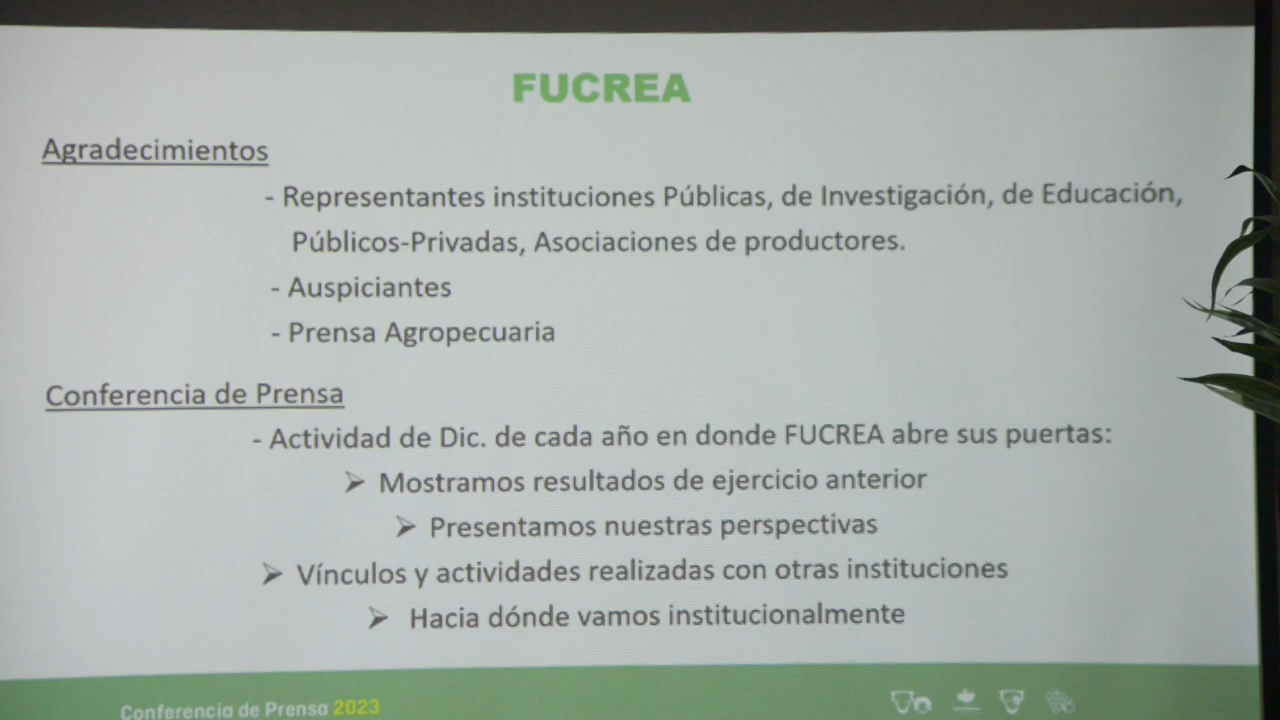 FUCREA
Agradecimientos
- Representantes instituciones Públicas, de Investigación, de Educación,
Públicos-Privadas, Asociaciones de productores.
- Auspiciantes
- Prensa Agropecuaria
Conferencia de Prensa
- Actividad de Dic. de cada año en donde FUCREA abre sus puertas:
➢ Mostramos resultados de ejercicio anterior
➢ Presentamos nuestras perspectivas
➢ Vínculos y actividades realizadas con otras instituciones
➢ Hacia dónde vamos institucionalmente
Conferencia de Prensa 2023